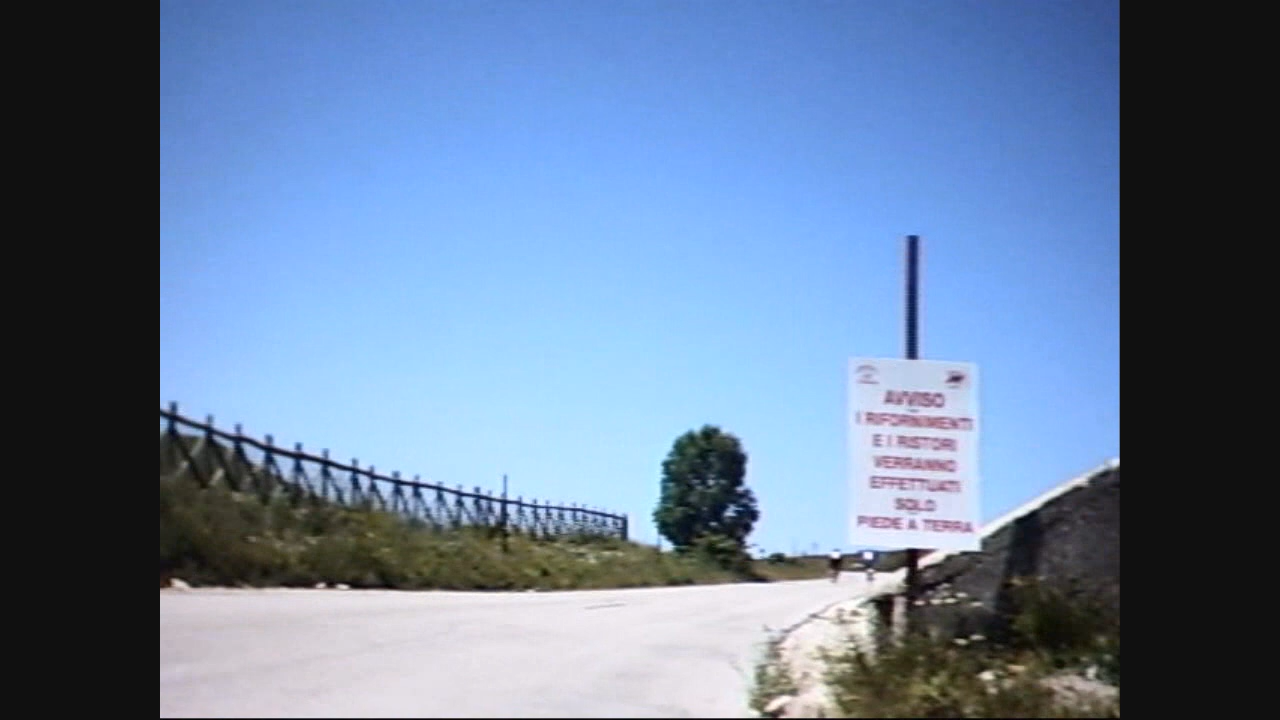 AVVISO
I RIFORNIMENTI
E I RISTORI
VERRANNO
EFFETTUATI
SOLO
PIEDE A TERRA